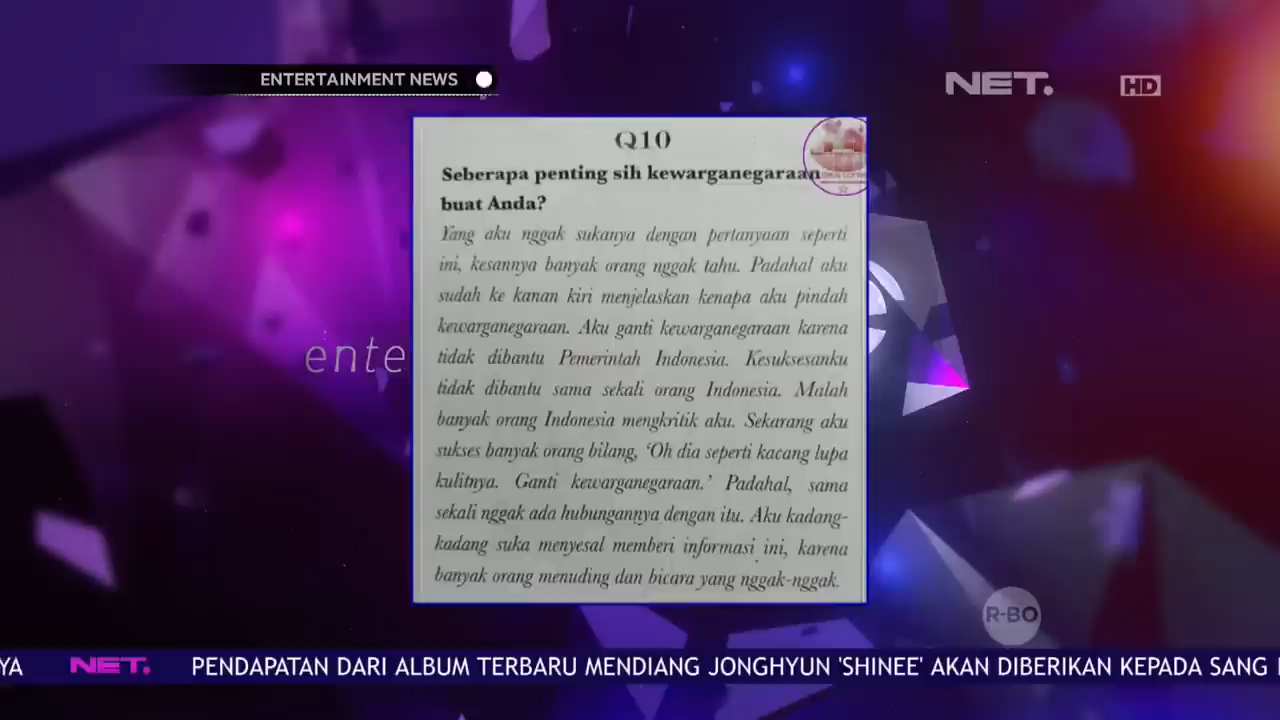 ENTERTAINMENT NEWS
NET.
HD
Q10
Seberapa penting sih kewarganegaraan
buat Anda?
Yang aku nggak sukanya dengan pertanyaan seperti
ini, kesannya banyak orang nggak tahu. Padahal aku
sudah ke kanan kiri menjelaskan kenapa aku pindah
kewarganegaraan. Aku ganti kewarganegaraan karena
tidak dibantu Pemerintah Indonesia. Kesuksesanku
tidak dibantu sama sekali orang Indonesia. Malah
banyak orang Indonesia mengkritik aku. Sekarang aku
sukses banyak orang bilang, ‘Oh dia seperti kacang lupa
kulitnya. Ganti kewarganegaraan.’ Padahal, sama
sekali nggak ada hubungannya dengan itu. Aku kadang-
kadang suka menyesal memberi informasi ini, karena
banyak orang menuding dan bicara yang nggak-nggak.
ente
R-BO
YA NET. PENDAPATAN DARI ALBUM TERBARU MENDIANG JONGHYUN 'SHINEE' AKAN DIBERIKAN KEPADA SANG